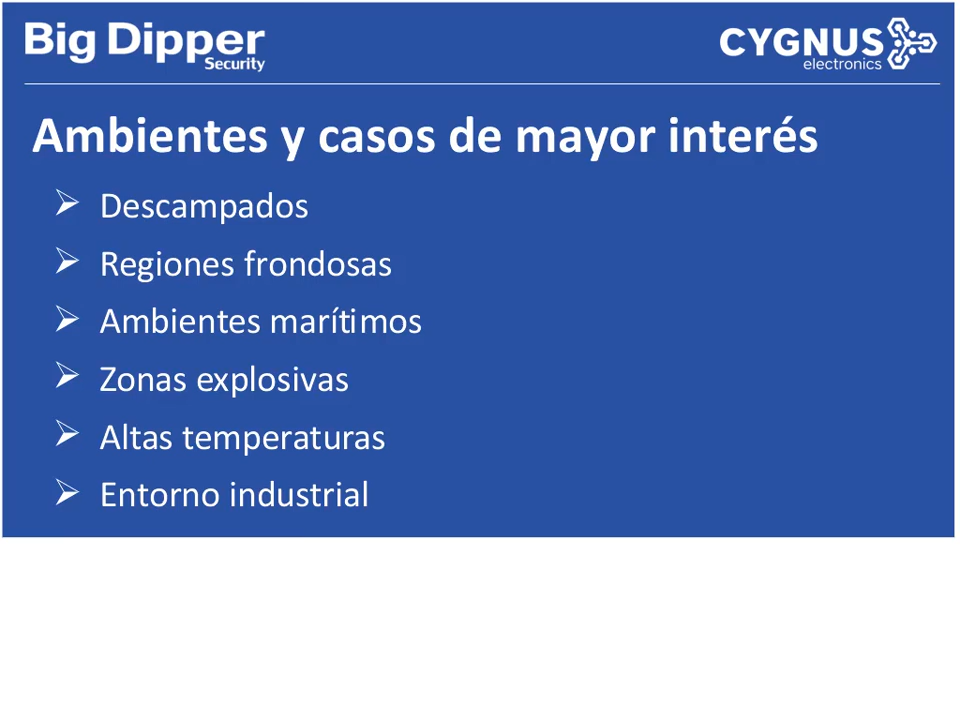 Big Dipper
Security
CYGNUS
electronics
Ambientes y casos de mayor interés
Descampados
Regiones frondosas
Ambientes marítimos
Zonas explosivas
Altas temperaturas
Entorno industrial